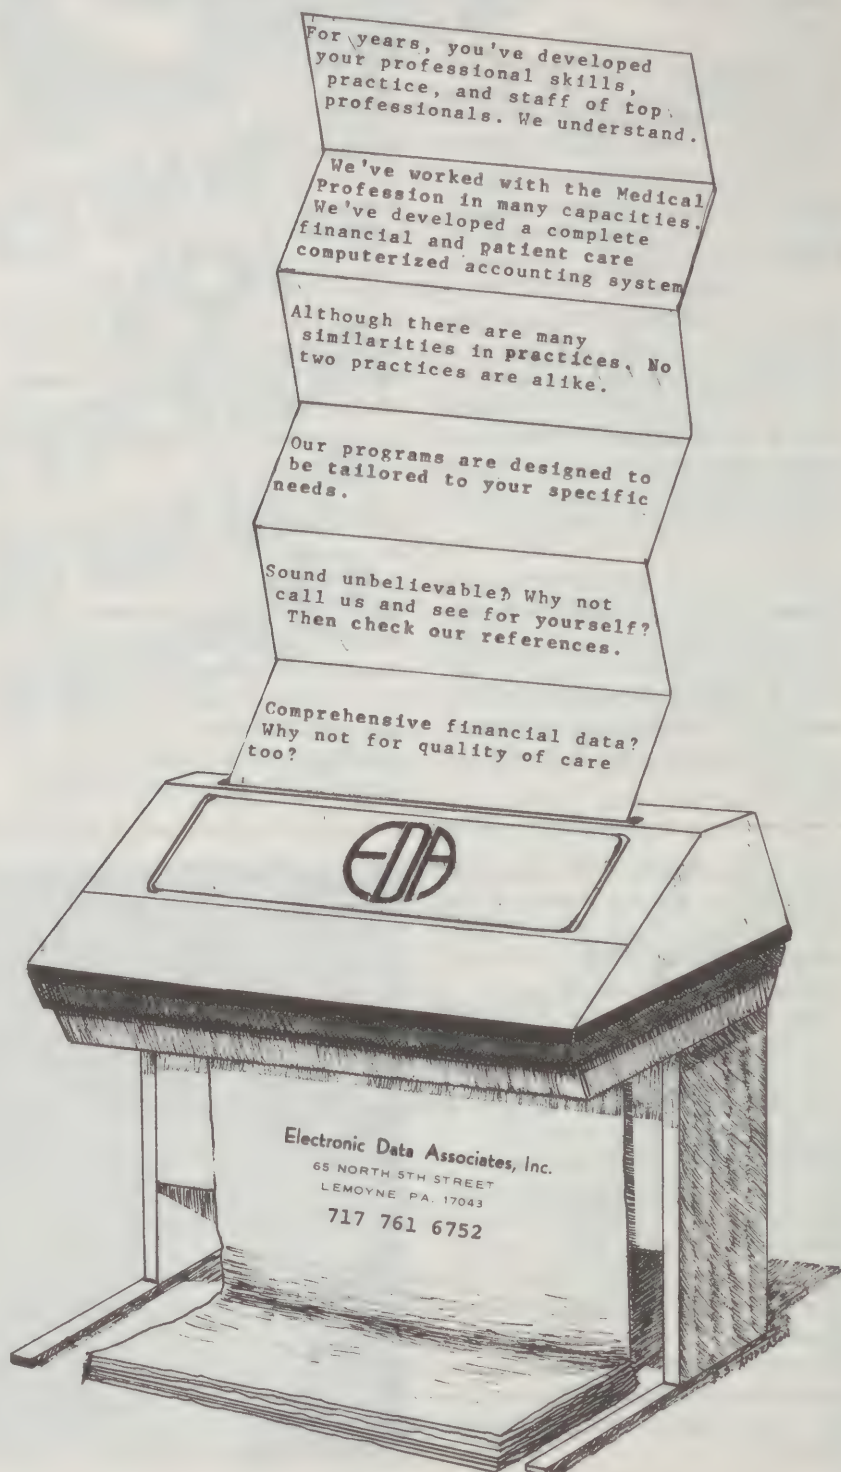 For years, you've developed
your professional skills,
practice, and staff of top
professionals. We understand.
We've worked with the Medical
Profession in many capacities.
We've developed a complete
financial and patient care
computerized accounting system
Although there are many
similarities in practices. No
two practices are alike.
Our programs are designed to
be tailored to your specific
needs.
Sound unbelievable? Why not
call us and see for yourself?
Then check our references.
Comprehensive financial data?
Why not for quality of care
too?
EDA
Electronic Data Associates, Inc.
65 NORTH 5TH STREET
LEMOYNE PA. 17043
717 761 6752